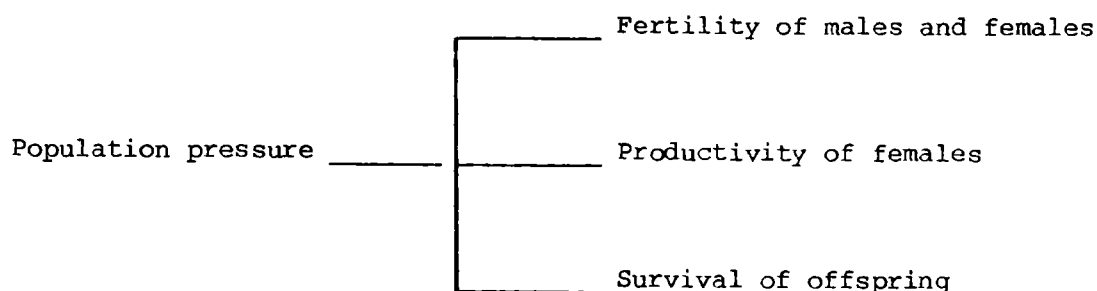 Fertility of males and females
Population pressure
Productivity of females
Survival of offspring